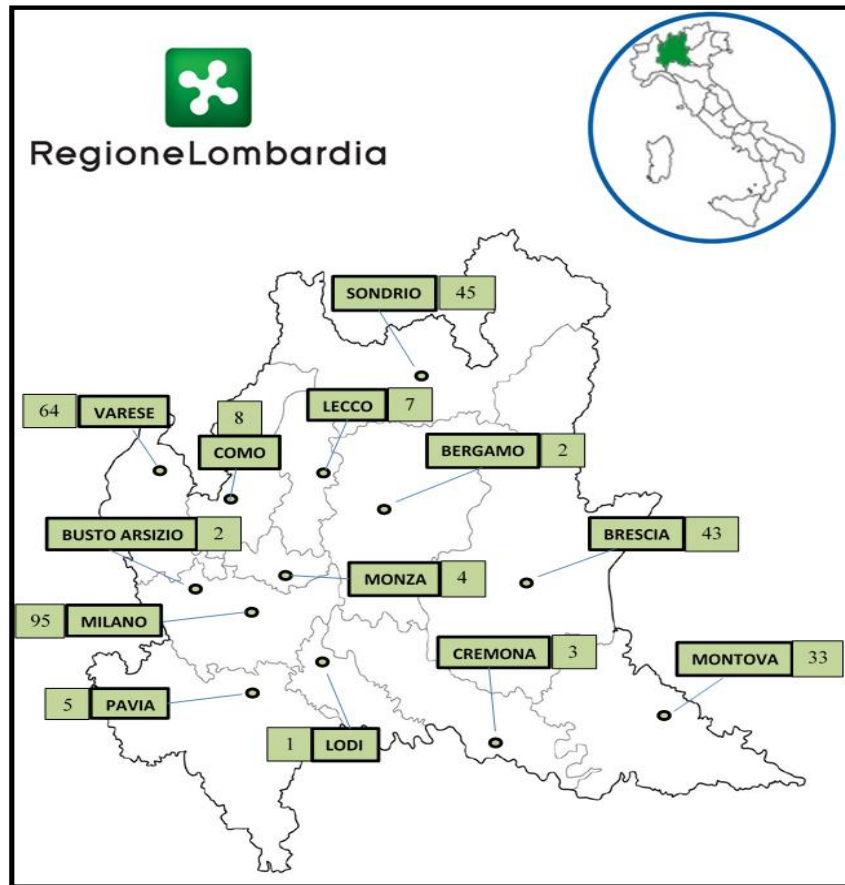 RegioneLombardia
SONDRIO 45
64 VARESE
8
COMO
LECCO 7
BERGAMO 2
BUSTO ARSIZIO 2
BRESCIA 43
MONZA 4
95 MILANO
CREMONA 3
MONTOVA 33
5 PAVIA
1 LODI